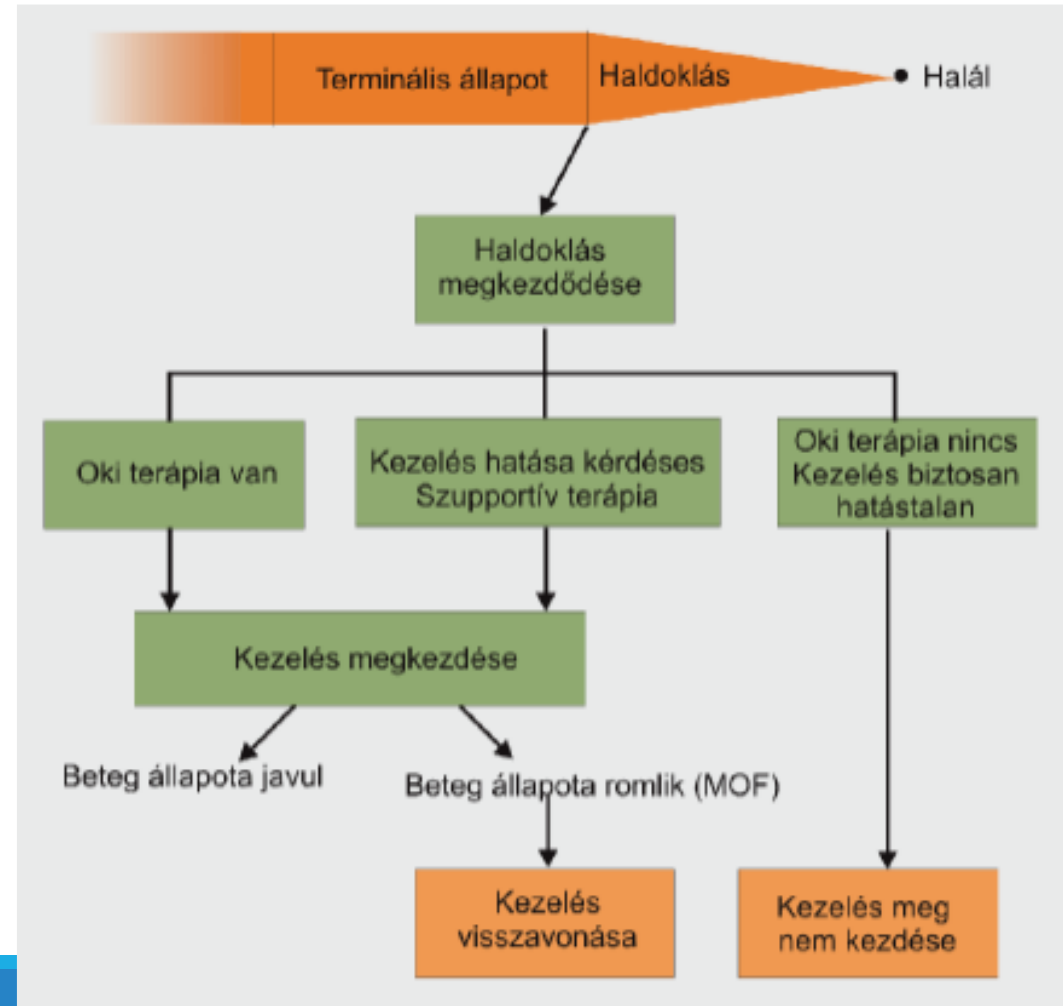 Terminális állapot
Haldoklás
Halál
Haldoklás
megkezdődése
Oki terápia van
Kezelés hatása kérdéses
Szupportív terápia
Oki terápia nincs
Kezelés biztosan
hatástalan
Kezelés megkezdése
Beteg állapota javul
Beteg állapota romlik (MOF)
Kezelés
visszavonása
Kezelés meg
nem kezdése